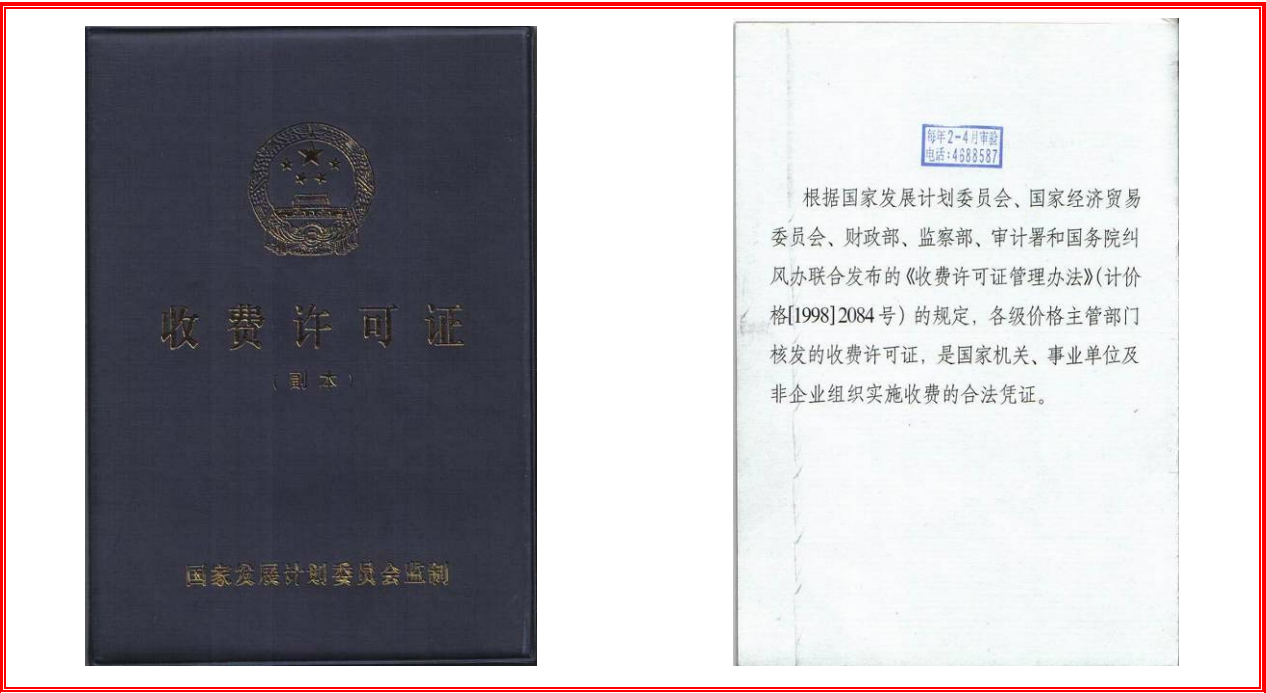 收费许可证
（副本）
国家发展计划委员会监制
每年2-4月审验
电话:4688587
根据国家发展计划委员会、国家经济贸易
委员会、财政部、监察部、审计署和国务院纠
风办联合发布的《收费许可证管理办法》（计价
格[1998]2084号）的规定，各级价格主管部门
核发的收费许可证，是国家机关、事业单位及
非企业组织实施收费的合法凭证。